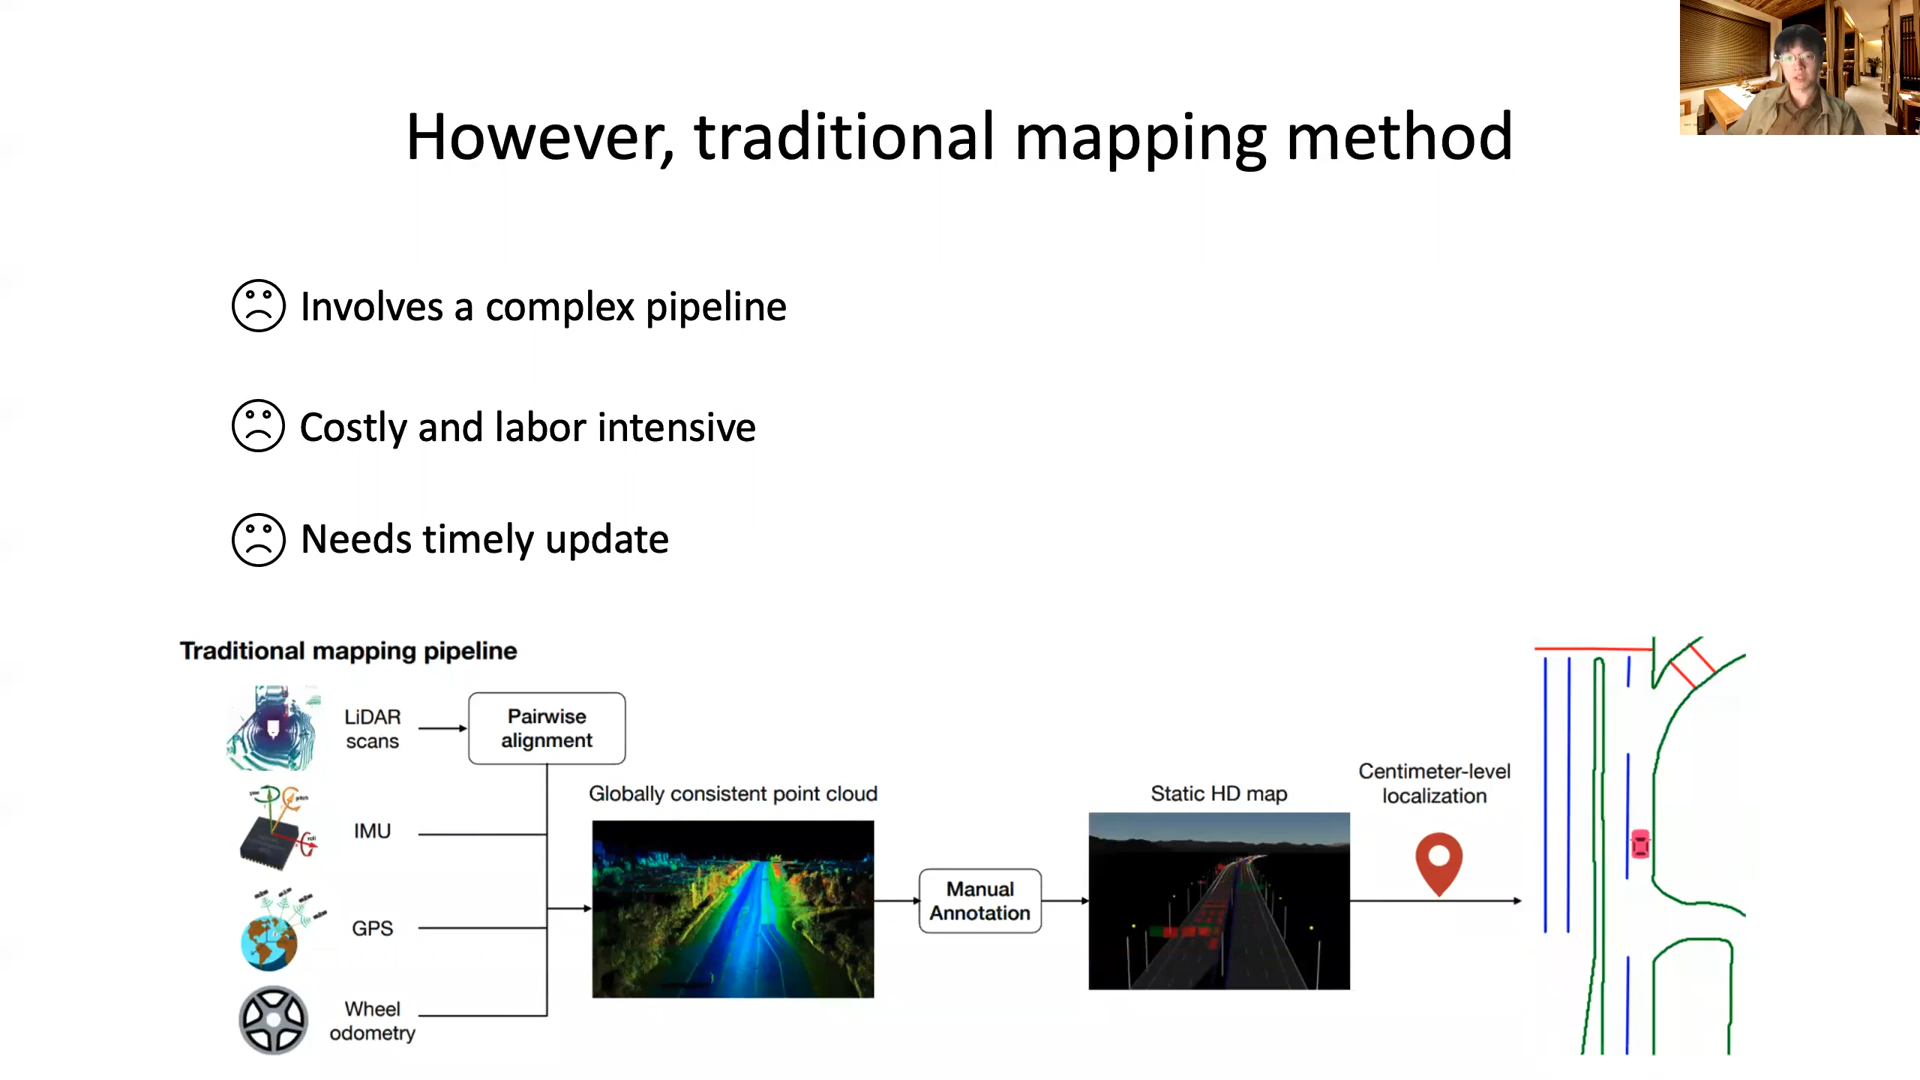 However, traditional mapping method
Involves a complex pipeline
Costly and labor intensive
Needs timely update
Traditional mapping pipeline
LiDAR
scans
Pairwise
alignment
IMU
GPS
Wheel
odometry
Globally consistent point cloud
Manual
Annotation
Static HD map
Centimeter-level
localization